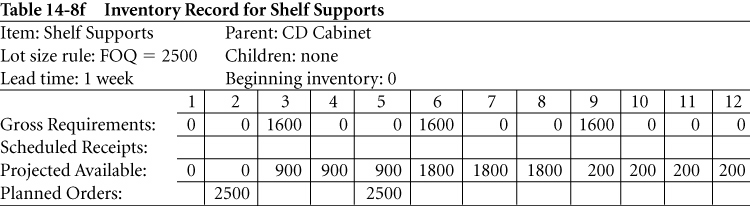 Table 14-8f Inventory Record for Shelf Supports
Item: Shelf Supports Parent: CD Cabinet
Lot size rule: FOQ = 2500 Children: none
Lead time: 1 week Beginning inventory: 0
1 2 3 4 5 6 7 8 9 10 11 12
Gross Requirements: 0 0 1600 0 0 1600 0 0 1600 0 0 0
Scheduled Receipts:
Projected Available: 0 0 900 900 900 1800 1800 1800 200 200 200 200
Planned Orders: 2500 2500